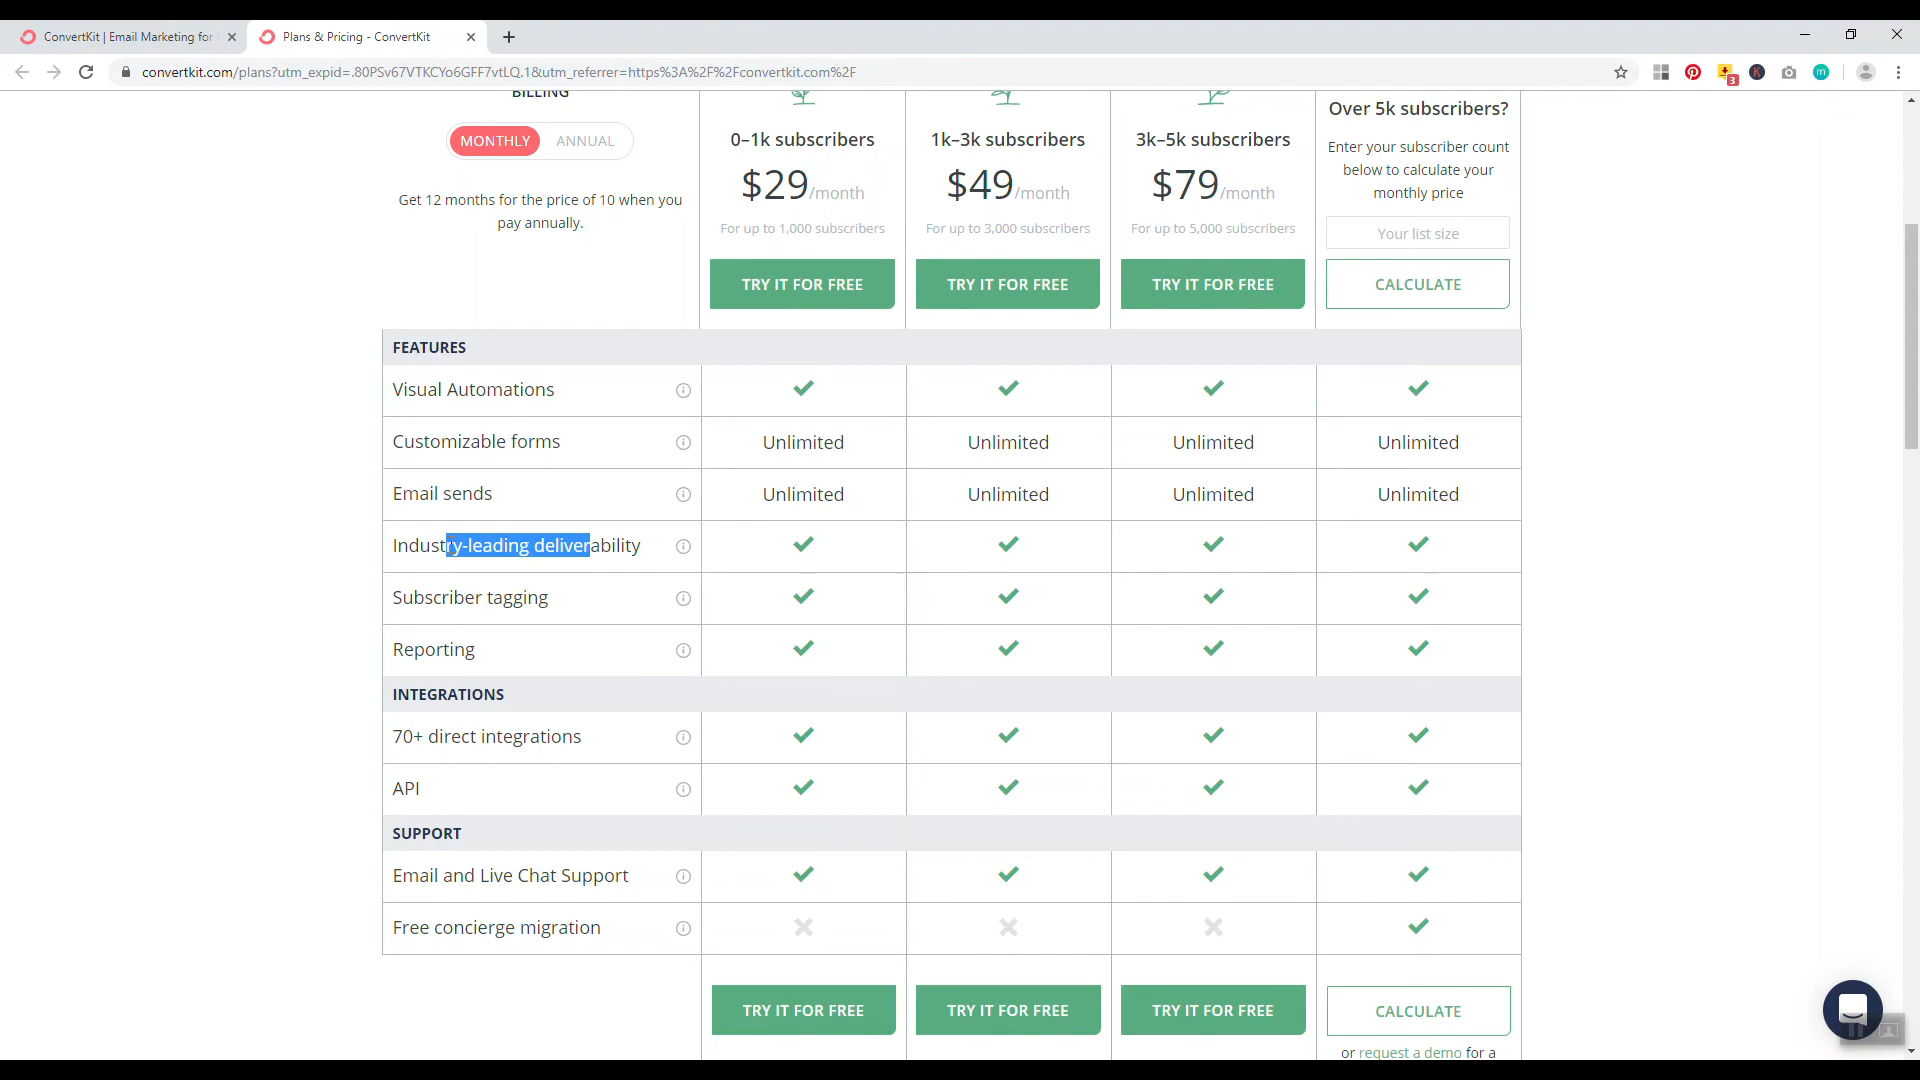 ConvertKit | Email Marketing for
Plans & Pricing - ConvertKit
convertkit.com/plans?utm_expid=.80PSv67VTKCYo6GFF7vtLQ.1&utm_referrer=https%3A%2F%2Fconvertkit.com%2F
3
K
m
BILLING
MONTHLY ANNUAL
Get 12 months for the price of 10 when you
pay annually.
0–1k subscribers
$29/month
For up to 1,000 subscribers
TRY IT FOR FREE
1k–3k subscribers
$49/month
For up to 3,000 subscribers
TRY IT FOR FREE
3k–5k subscribers
$79/month
For up to 5,000 subscribers
TRY IT FOR FREE
Over 5k subscribers?
Enter your subscriber count
below to calculate your
monthly price
Your list size
CALCULATE
FEATURES
Visual Automations
Customizable forms Unlimited Unlimited Unlimited Unlimited
Email sends Unlimited Unlimited Unlimited Unlimited
Industry-leading deliverability
Subscriber tagging
Reporting
INTEGRATIONS
70+ direct integrations
API
SUPPORT
Email and Live Chat Support
Free concierge migration
TRY IT FOR FREE TRY IT FOR FREE TRY IT FOR FREE CALCULATE
or request a demo for a